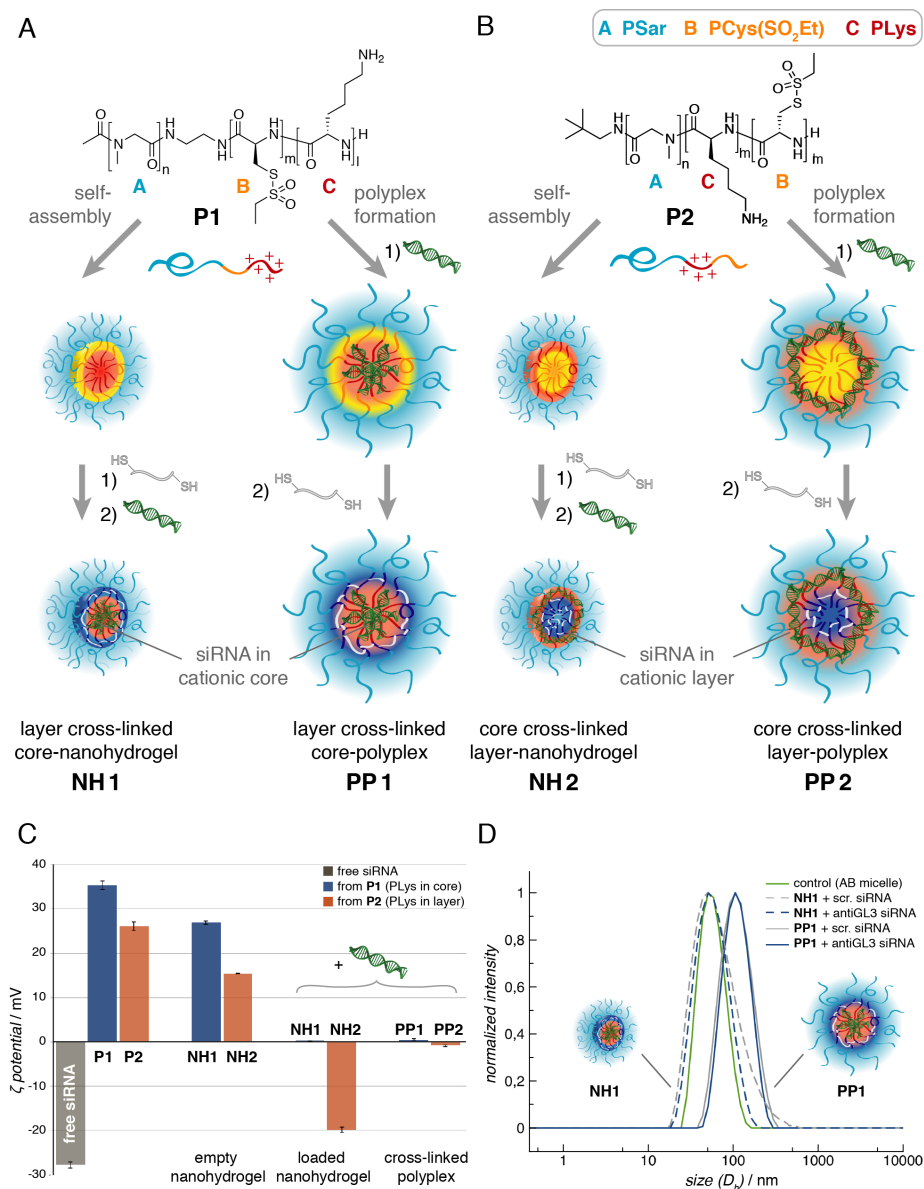 A
B
A PSar B PCys(SO2Et) C PLys
NH2
O
N
O
n
H
N
N
H
O
H
N
m
O
N
H
H
l
S
S
O
O
A
B
C
self-
assembly
P1
polyplex
formation
1)
O
S
O
S
H
N
O
N
n
O
H
N
m
O
N
H
H
m
NH2
A
C
B
self-
assembly
P2
polyplex
formation
1)
+ + + + +
+ + + + +
HS
SH
1)
2)
2)
HS
SH
HS
SH
1)
2)
2)
HS
SH
siRNA in
cationic core
siRNA in
cationic layer
layer cross-linked
core-nanohydrogel
NH1
layer cross-linked
core-polyplex
PP1
core cross-linked
layer-nanohydrogel
NH2
core cross-linked
layer-polyplex
PP2
C
ζ potential / mV
40
30
20
10
0
-10
-20
-30
free siRNA
from P1 (PLys in core)
from P2 (PLys in layer)
+
free siRNA
P1 P2
NH1 NH2
NH1 NH2
PP1 PP2
empty
nanohydrogel
loaded
nanohydrogel
cross-linked
polyplex
D
normalized intensity
1
0,8
0,6
0,4
0,2
0
control (AB micelle)
NH1 + scr. siRNA
NH1 + antiGL3 siRNA
PP1 + scr. siRNA
PP1 + antiGL3 siRNA
NH1
PP1
1 10 100 1000 10000
size (Dh) / nm